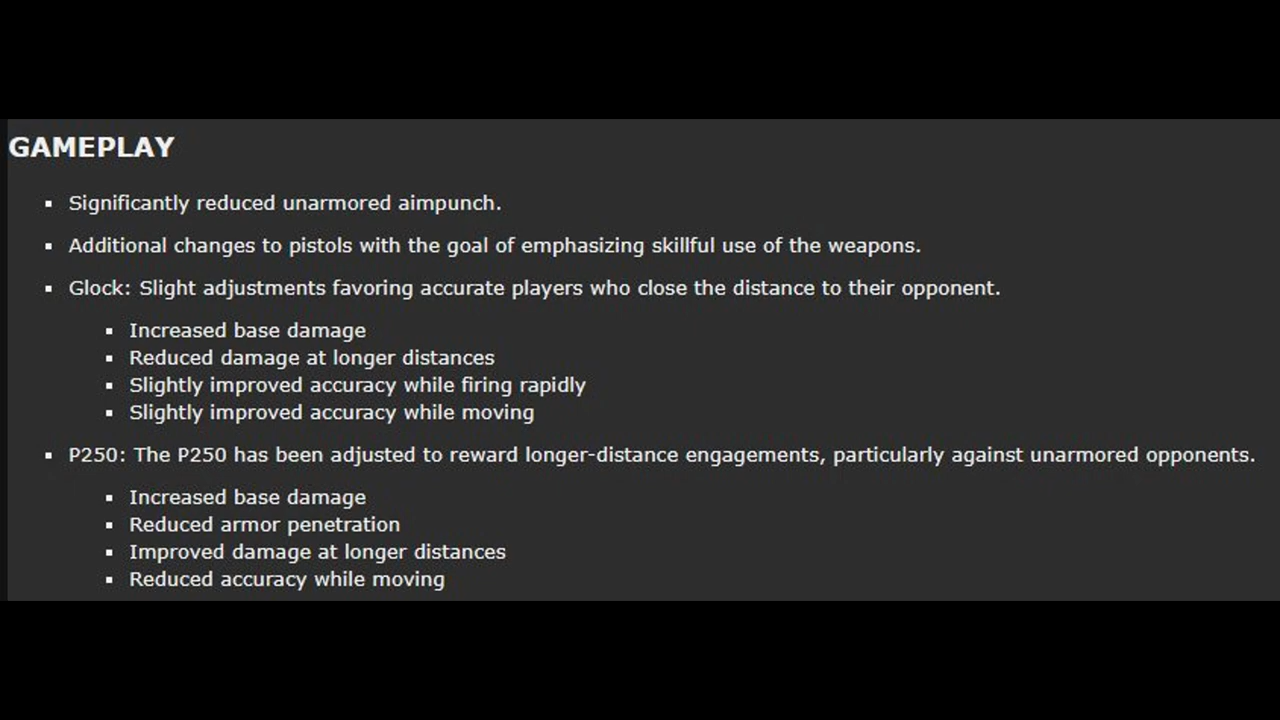 GAMEPLAY
Significantly reduced unarmored aimpunch.
Additional changes to pistols with the goal of emphasizing skillful use of the weapons.
Glock: Slight adjustments favoring accurate players who close the distance to their opponent.
Increased base damage
Reduced damage at longer distances
Slightly improved accuracy while firing rapidly
Slightly improved accuracy while moving
P250: The P250 has been adjusted to reward longer-distance engagements, particularly against unarmored opponents.
Increased base damage
Reduced armor penetration
Improved damage at longer distances
Reduced accuracy while moving